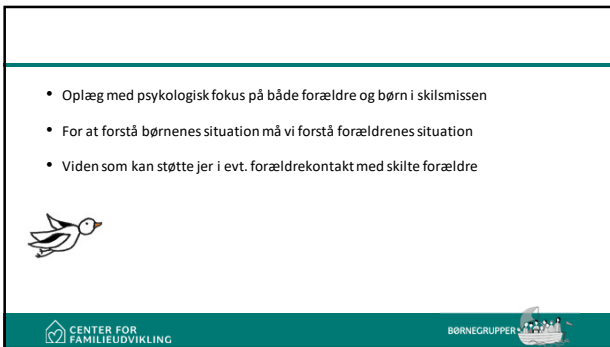 • Oplæg med psykologisk fokus på både forældre og børn i skilsmissen
• For at forstå børnenes situation må vi forstå forældrenes situation
• Viden som kan støtte jer i evt. forældrekontakt med skilte forældre
CENTER FOR
FAMILIEUDVIKLING
BØRNEGRUPPER